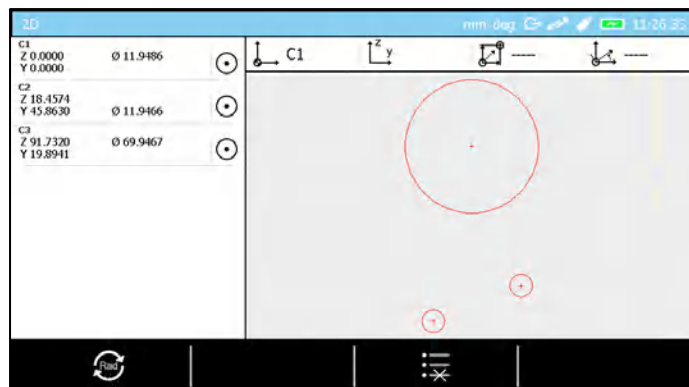 2D mm deg 11:26:35
C1
Z 0.0000 Ø 11.9486
Y 0.0000
C2
Z 18.4574
Y 45.8630 Ø 11.9466
C3
Z 91.7320 Ø 69.9467
Y 19.8941
C1 Z y ---- ----
Rad